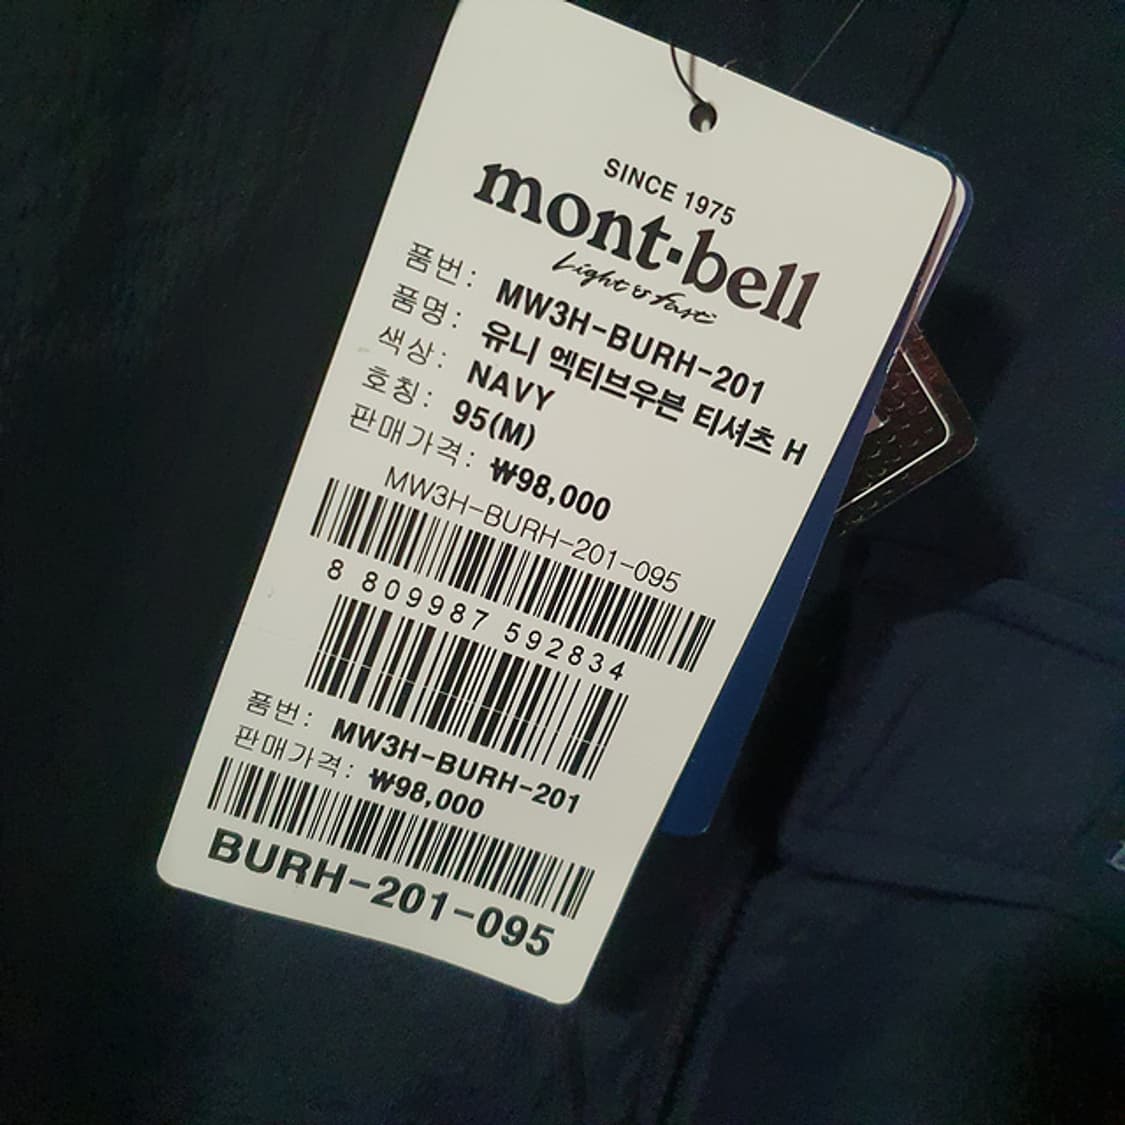 SINCE 1975
mont-bell
Light & Fast
품번: MW3H-BURH-201
품명: 유니 엑티브우븐 티셔츠 H
색상: NAVY
호칭: 95(M)
판매가격: ₩98,000
MW3H-BURH-201-095
8 809987 592834
품번: MW3H-BURH-201
판매가격: ₩98,000
BURH-201-095